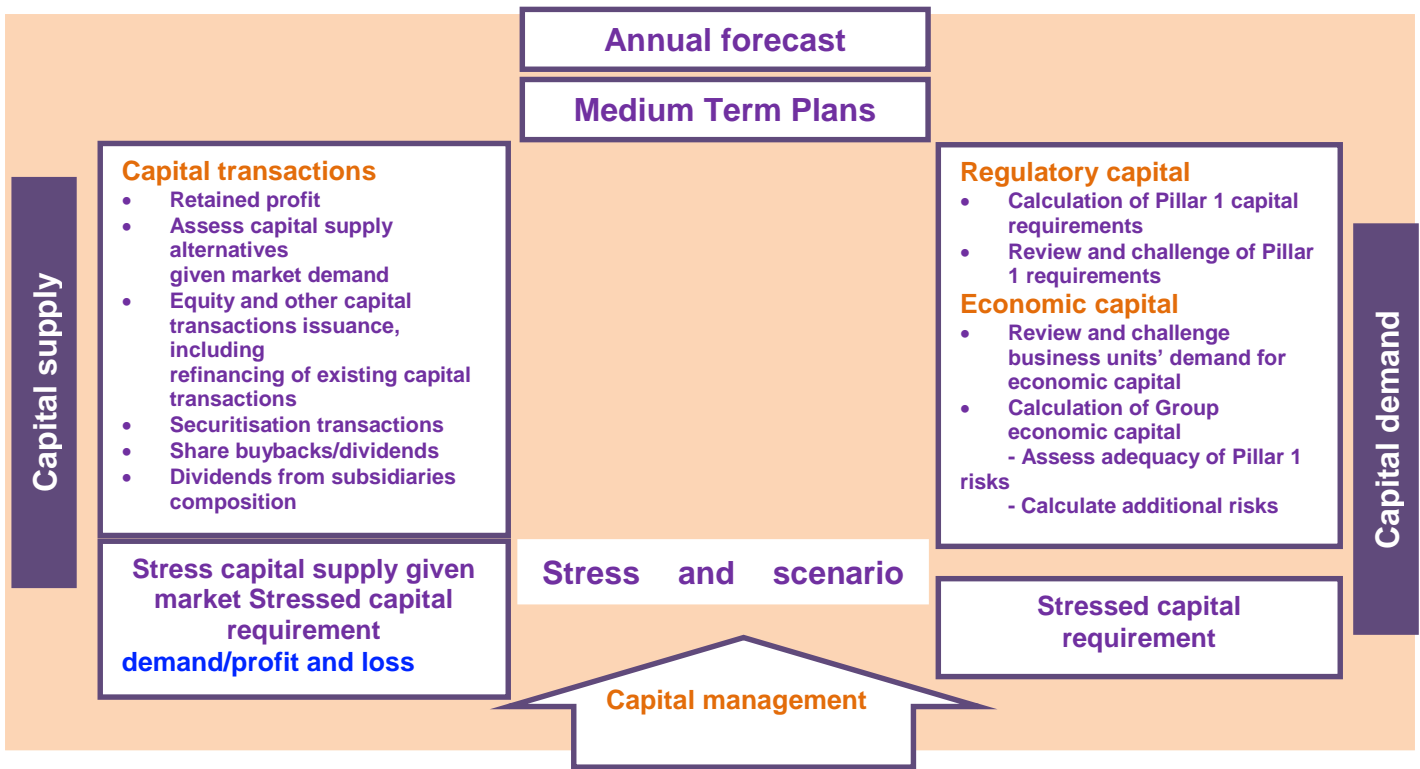 Annual forecast
Medium Term Plans
Capital supply
Capital transactions
• Retained profit
• Assess capital supply
alternatives
given market demand
• Equity and other capital
transactions issuance,
including
refinancing of existing capital
transactions
• Securitisation transactions
• Share buybacks/dividends
• Dividends from subsidiaries
composition
Stress capital supply given
market Stressed capital
requirement
demand/profit and loss
Stress and scenario
Capital management
Regulatory capital
• Calculation of Pillar 1 capital
requirements
• Review and challenge of Pillar
1 requirements
Economic capital
• Review and challenge
business units’ demand for
economic capital
• Calculation of Group
economic capital
- Assess adequacy of Pillar 1
risks
- Calculate additional risks
Stressed capital
requirement
Capital demand